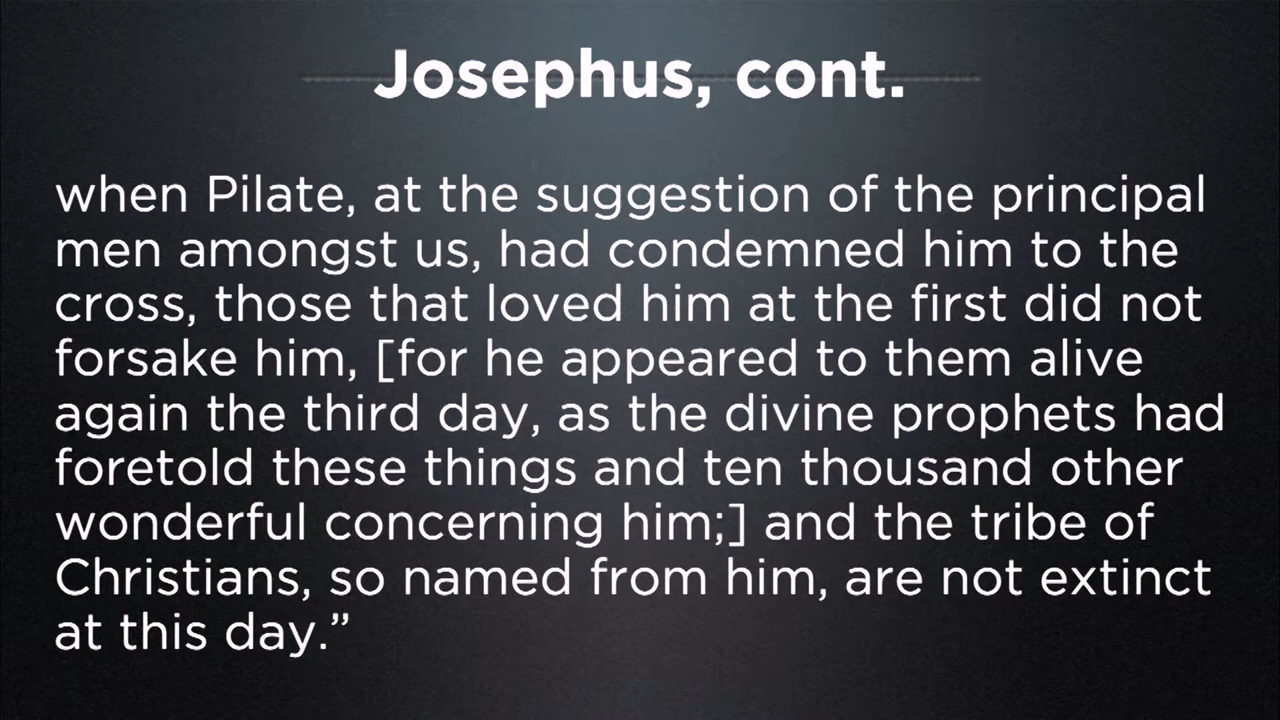 Josephus, cont.
when Pilate, at the suggestion of the principal
men amongst us, had condemned him to the
cross, those that loved him at the first did not
forsake him, [for he appeared to them alive
again the third day, as the divine prophets had
foretold these things and ten thousand other
wonderful concerning him;] and the tribe of
Christians, so named from him, are not extinct
at this day.”